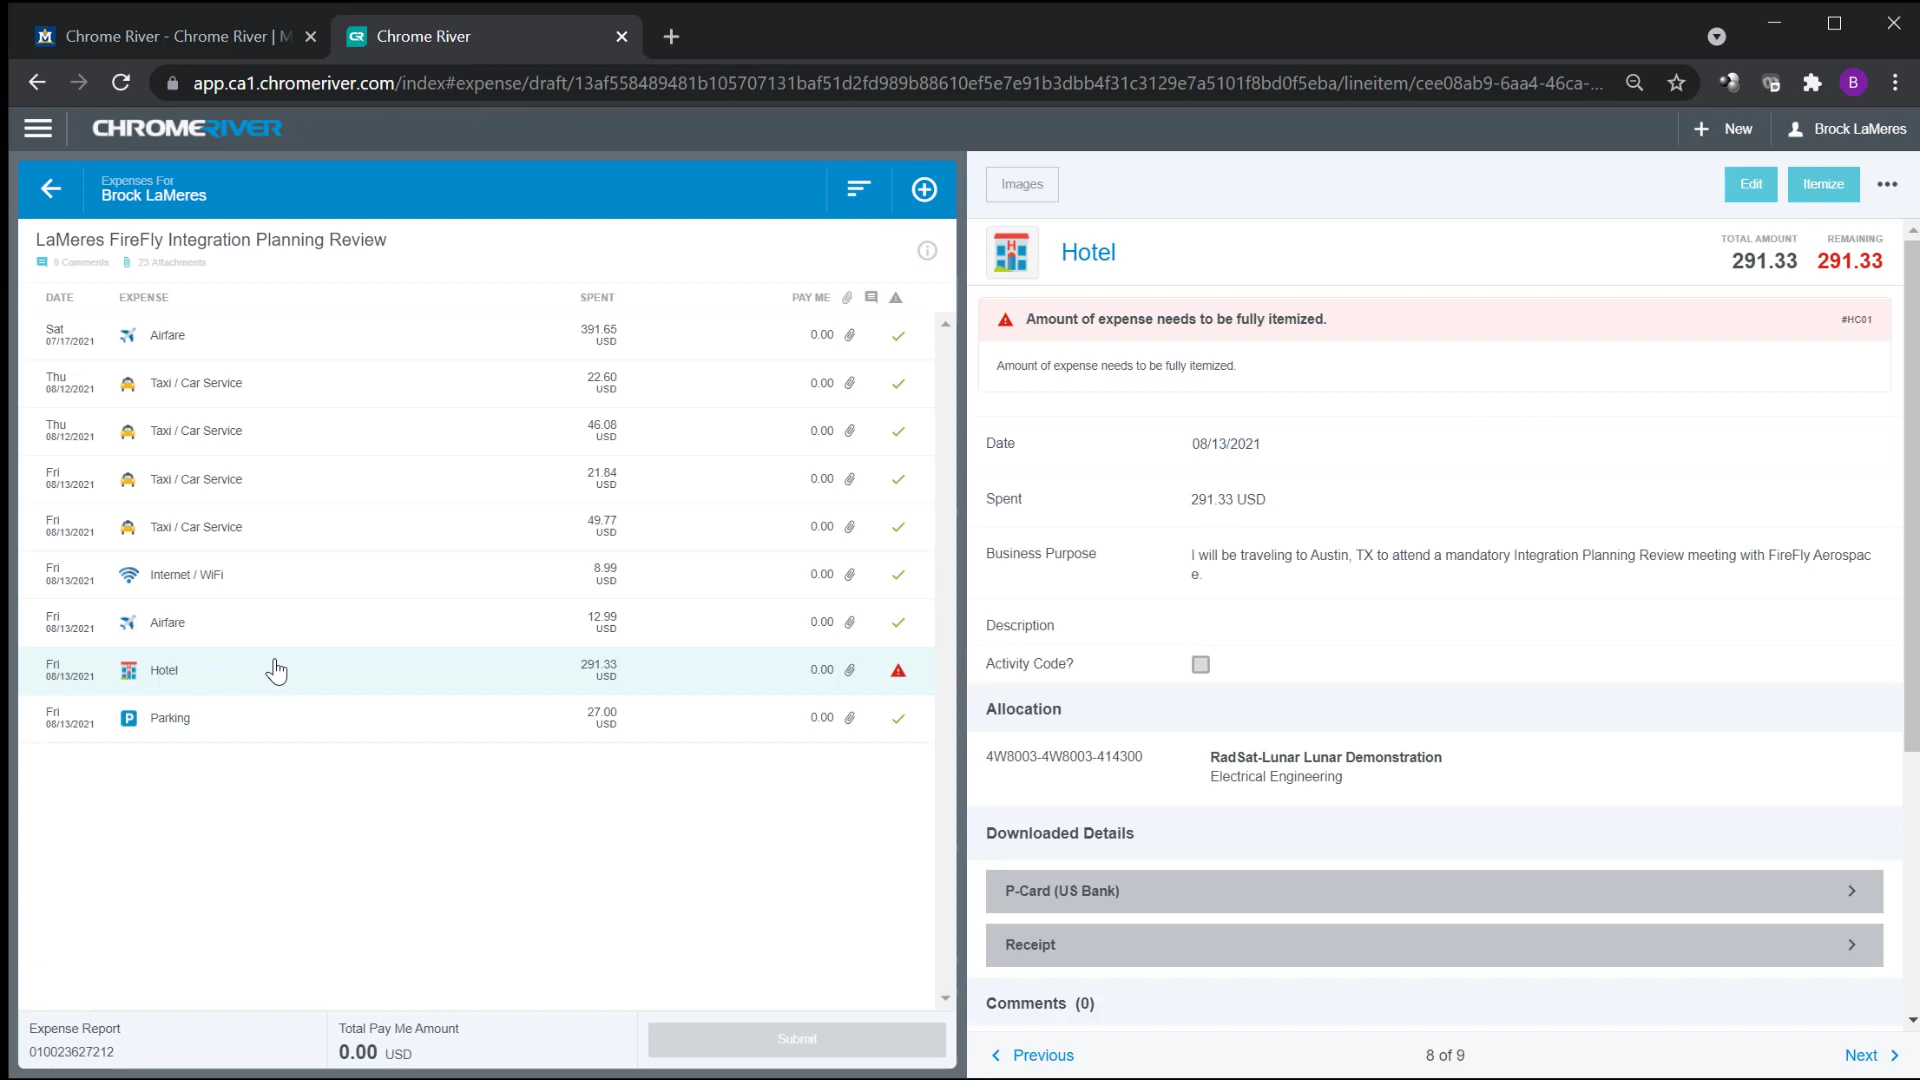 Chrome River - Chrome River | M
Chrome River
app.ca1.chromeriver.com/index#expense/draft/13af558489481b105707131baf51d2fd989b88610ef5e7e91b3dbb4f31c3129e7a5101f8bd0f5eba/lineitem/cee08ab9-6aa4-46ca-...
B
CHROMERIVER
New
Brock LaMeres
Expenses For
Brock LaMeres
LaMeres FireFly Integration Planning Review
0 Comments 23 Attachments
DATE EXPENSE SPENT PAY ME
Sat
07/17/2021
Airfare
391.65
USD
0.00
Thu
08/12/2021
Taxi / Car Service
22.60
USD
0.00
Thu
08/12/2021
Taxi / Car Service
46.08
USD
0.00
Fri
08/13/2021
Taxi / Car Service
21.84
USD
0.00
Fri
08/13/2021
Taxi / Car Service
49.77
USD
0.00
Fri
08/13/2021
Internet / WiFi
8.99
USD
0.00
Fri
08/13/2021
Airfare
12.99
USD
0.00
Fri
08/13/2021
Hotel
291.33
USD
0.00
Fri
08/13/2021
P
Parking
27.00
USD
0.00
Expense Report
010023627212
Total Pay Me Amount
0.00 USD
Submit
Images
Edit
Itemize
H
Hotel
TOTAL AMOUNT
291.33
REMAINING
291.33
Amount of expense needs to be fully itemized. #HC01
Amount of expense needs to be fully itemized.
Date 08/13/2021
Spent 291.33 USD
Business Purpose I will be traveling to Austin, TX to attend a mandatory Integration Planning Review meeting with FireFly Aerospac
e.
Description
Activity Code?
Allocation
4W8003-4W8003-414300 RadSat-Lunar Lunar Demonstration
Electrical Engineering
Downloaded Details
P-Card (US Bank)
Receipt
Comments (0)
Previous 8 of 9 Next